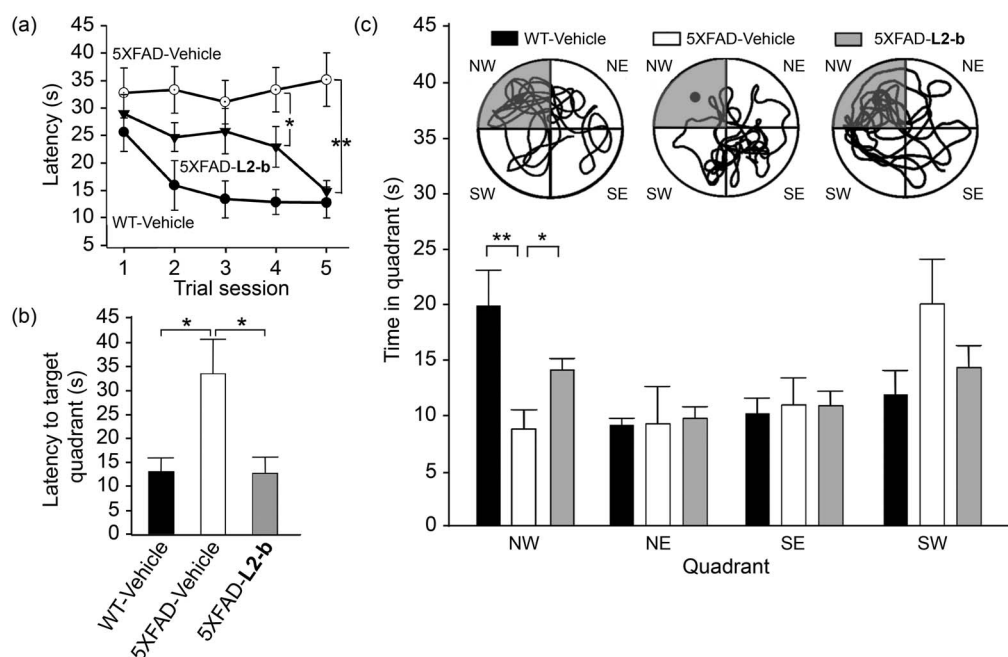 (a)
45
40
35
30
25
20
15
10
5
Latency (s)
5XFAD-Vehicle
5XFAD-L2-b
WT-Vehicle
*
**
1 2 3 4 5
Trial session
(b)
45
40
35
30
25
20
15
10
5
0
Latency to target
quadrant (s)
* *
WT-Vehicle
5XFAD-Vehicle
5XFAD-L2-b
(c)
45
40
35
30
25
20
15
10
5
0
Time in quadrant (s)
WT-Vehicle 5XFAD-Vehicle 5XFAD-L2-b
NW NE NW NE NW NE
SW SE SW SE SW SE
** *
NW NE SE SW
Quadrant